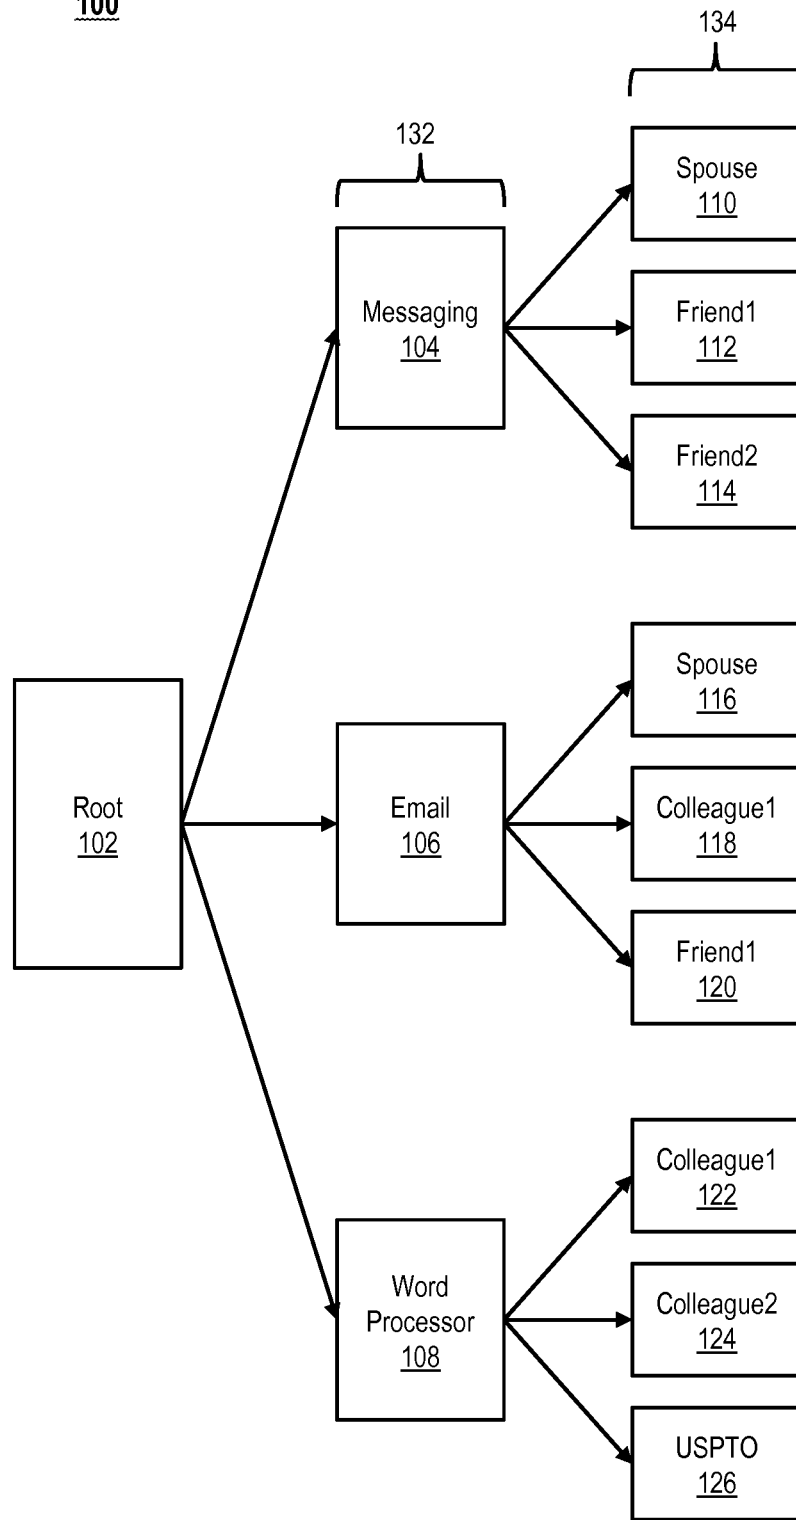 100
134
132
Spouse
110
Messaging
104
Friend1
112
Friend2
114
Root
102
Email
106
Spouse
116
Colleague1
118
Friend1
120
Word
Processor
108
Colleague1
122
Colleague2
124
USPTO
126